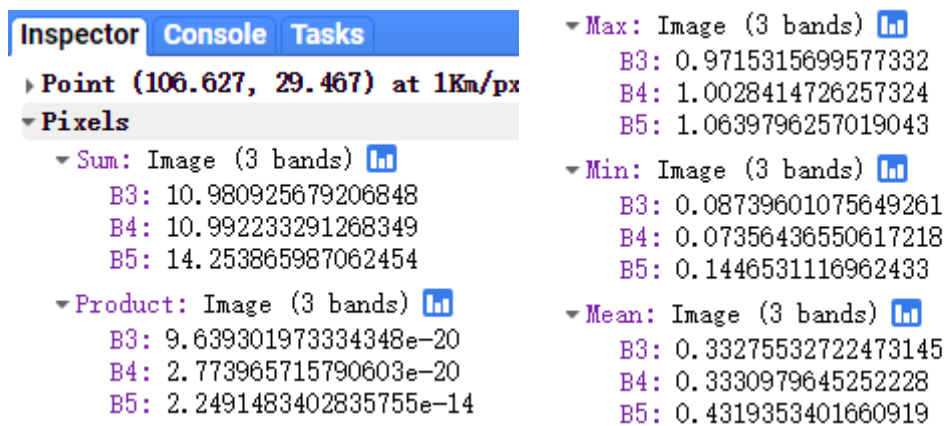 Inspector Console Tasks
Point (106.627, 29.467) at 1Km/px
Pixels
Sum: Image (3 bands)
B3: 10.980925679206848
B4: 10.992233291268349
B5: 14.253865987062454
Product: Image (3 bands)
B3: 9.639301973334348e-20
B4: 2.773965715790603e-20
B5: 2.2491483402835755e-14
Max: Image (3 bands)
B3: 0.9715315699577332
B4: 1.0028414726257324
B5: 1.0639796257019043
Min: Image (3 bands)
B3: 0.08739601075649261
B4: 0.07356436550617218
B5: 0.1446531116962433
Mean: Image (3 bands)
B3: 0.33275532722473145
B4: 0.3330979645252228
B5: 0.4319353401660919